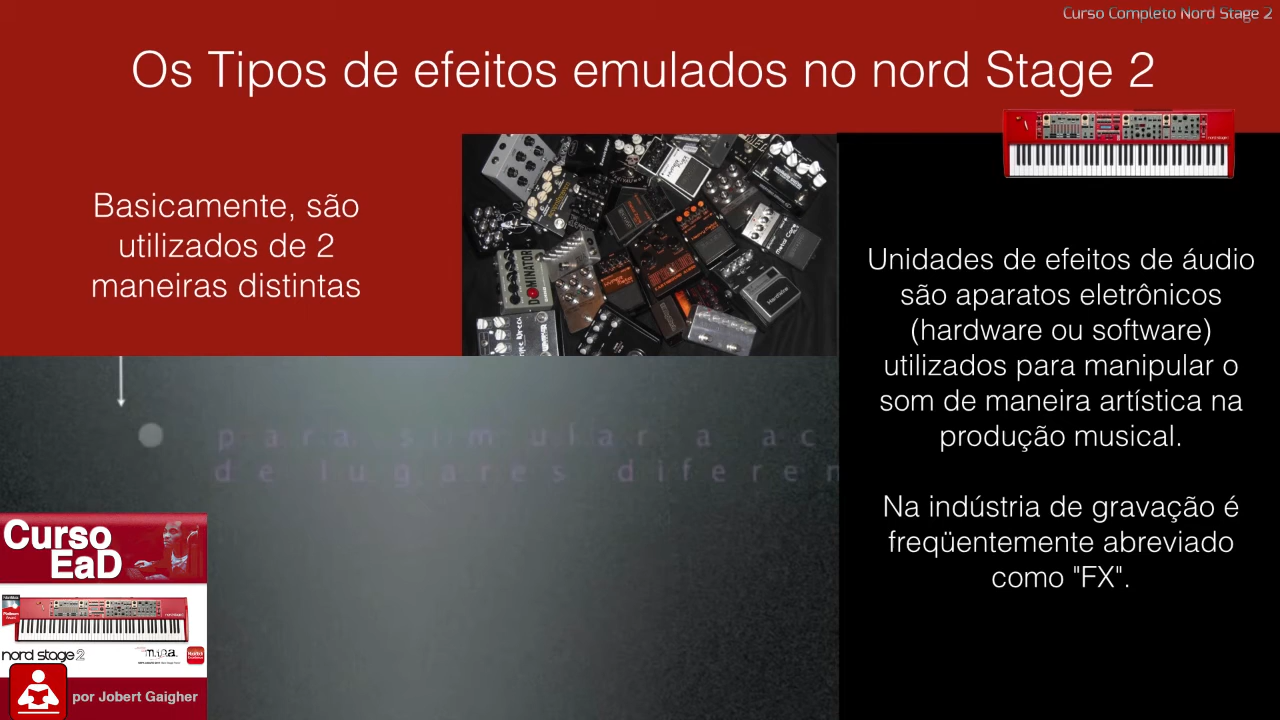 Curso Completo Nord Stage 2
Os Tipos de efeitos emulados no nord Stage 2
Basicamente, são
utilizados de 2
maneiras distintas
DOMINATOR
Unidades de efeitos de áudio
são aparatos eletrônicos
(hardware ou software)
utilizados para manipular o
som de maneira artística na
produção musical.
Na indústria de gravação é
freqüentemente abreviado
como "FX".
para simular a ac
de lugares diferen
Curso
EaD
nord stage 2
m.i.p.a.
por Jobert Gaigher